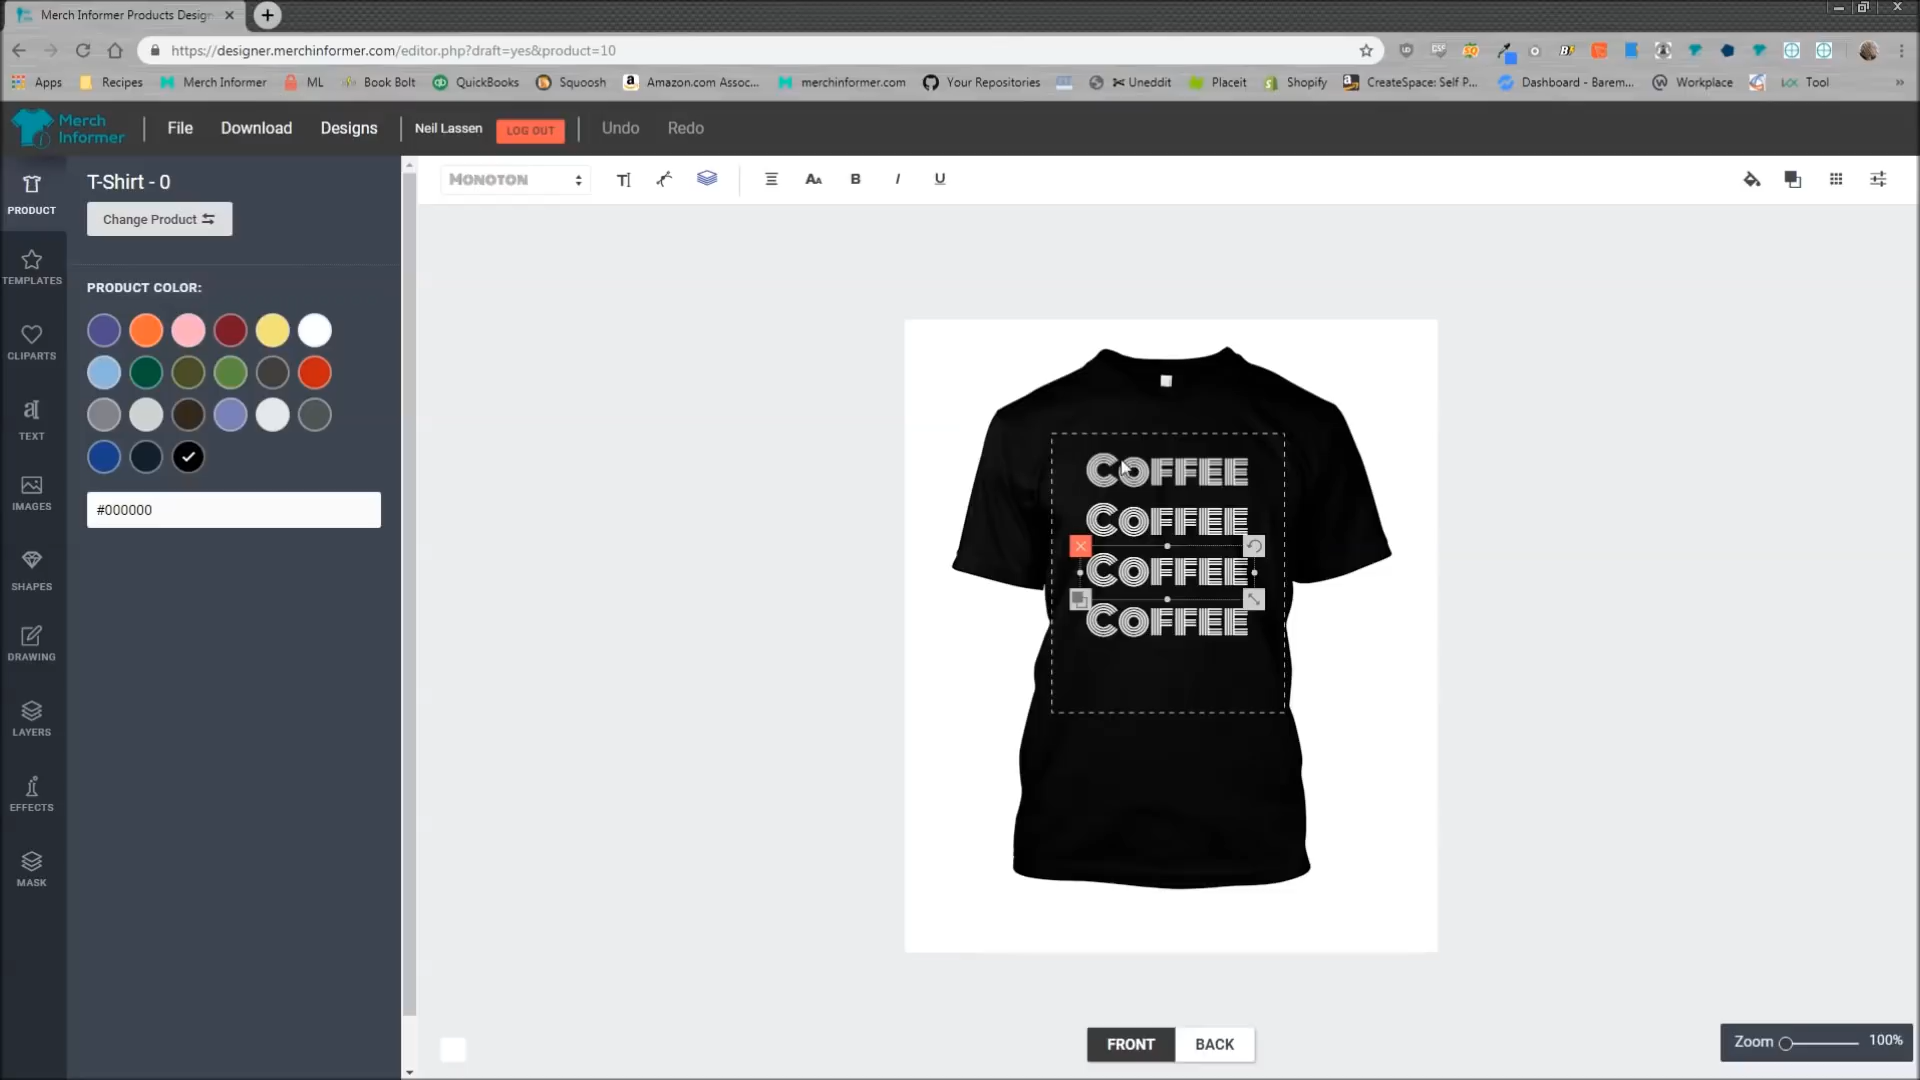 Merch Informer Products Design
https://designer.merchinformer.com/editor.php?draft=yes&product=10
Apps
Recipes
Merch Informer
ML
Book Bolt
QuickBooks
Squoosh
Amazon.com Assoc...
merchinformer.com
Your Repositories
Uneddit
Placeit
Shopify
CreateSpace: Self P...
Dashboard - Barem...
Workplace
Tool
»
Merch Informer
File
Download
Designs
Neil Lassen
LOG OUT
Undo
Redo
PRODUCT
TEMPLATES
CLIPARTS
TEXT
IMAGES
SHAPES
DRAWING
LAYERS
EFFECTS
MASK
T-Shirt - 0
Change Product
PRODUCT COLOR:
#000000
MONOTON
COFFEE
COFFEE
COFFEE
COFFEE
FRONT
BACK
Zoom
100%